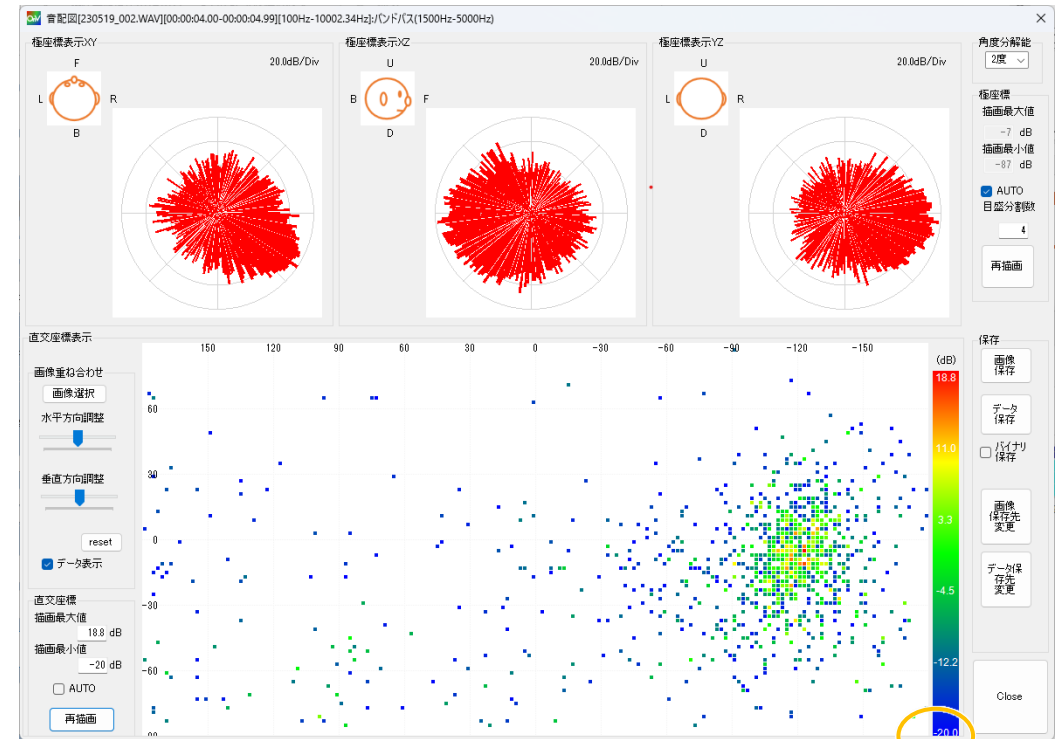 音配図[230519_002.WAV][00:00:04.00-00:00:04.99][100Hz-10002.34Hz]:バンドパス(1500Hz-5000Hz)
極座標表示XY
F
20.0dB/Div
L
R
B
極座標表示XZ
U
20.0dB/Div
B
F
D
極座標表示YZ
U
20.0dB/Div
L
R
D
角度分解能
2度
極座標
描画最大値
-7 dB
描画最小値
-87 dB
AUTO
目盛分割数
4
再描画
直交座標表示
画像重ね合わせ
画像選択
水平方向調整
垂直方向調整
reset
データ表示
直交座標
描画最大値
18.8 dB
描画最小値
-20 dB
AUTO
再描画
150 120 90 60 30 0 -30 -60 -90 -120 -150
60
30
0
-30
-60
-90
(dB)
18.8
11.0
3.3
-4.5
-12.2
-20.0
保存
画像
保存
データ
保存
バイナリ
保存
画像
保存先
変更
データ保
存先
変更
Close